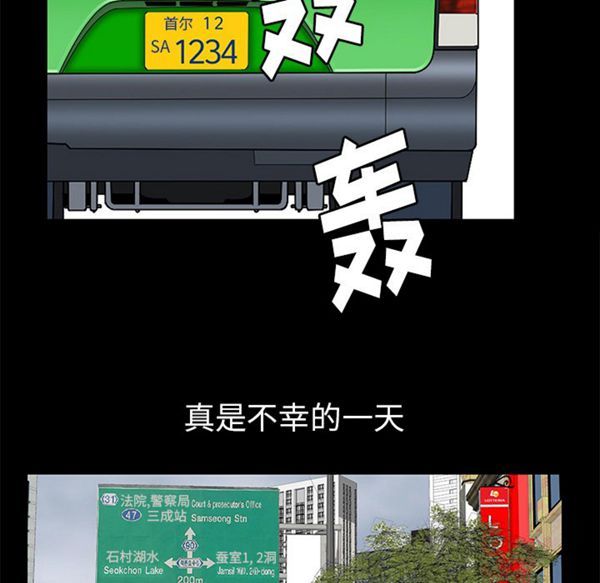 首尔 12
SA 1234
轰
真是不幸的一天
31 法院,警察局 Court & prosecutor's Office
47 三成站 Samseong Stn
90
石村湖水 蚕室1,2洞
Seokchon Lake
200m
L